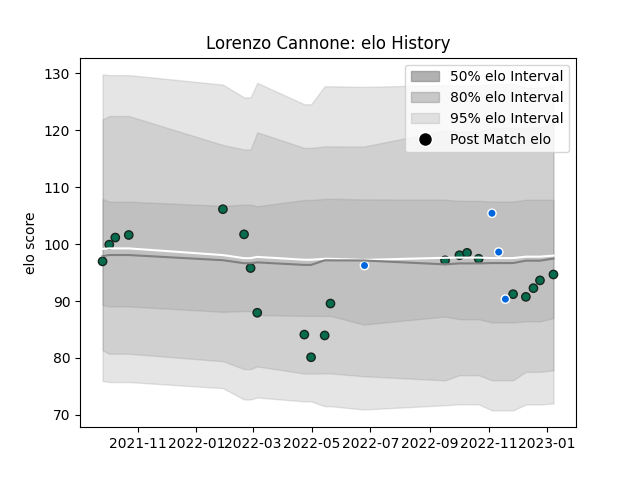 Lorenzo Cannone: elo History
50% elo Interval
80% elo Interval
95% elo Interval
Post Match elo
elo score
130
120
110
100
90
80
70
2021-11 2022-01 2022-03 2022-05 2022-07 2022-09 2022-11 2023-01